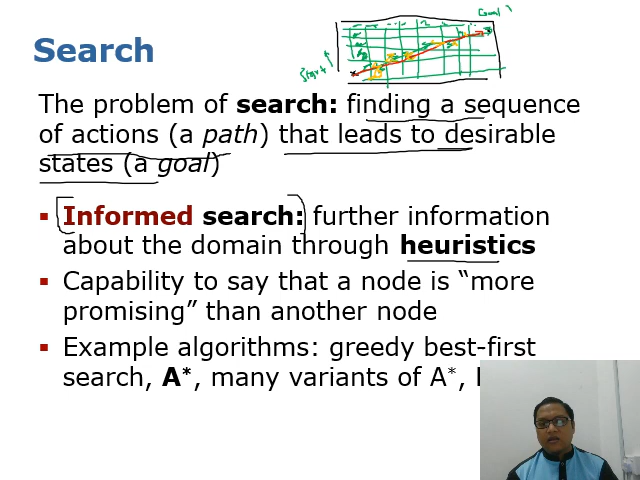 Search
Goal
Start
The problem of search: finding a sequence
of actions (a path) that leads to desirable
states (a goal)
▪ Informed search: further information
about the domain through heuristics
▪ Capability to say that a node is “more
promising” than another node
▪ Example algorithms: greedy best-first
search, A*, many variants of A*,